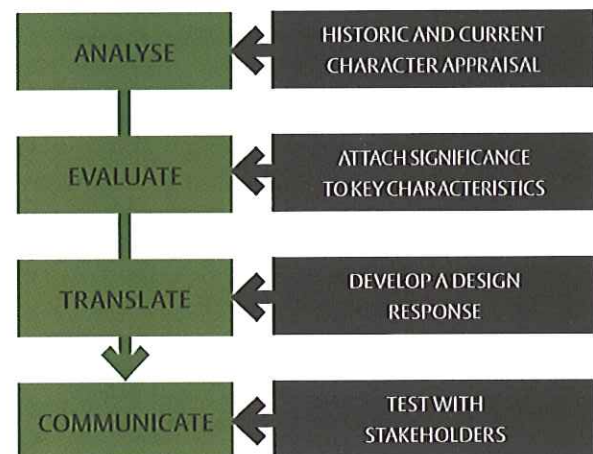 ANALYSE
HISTORIC AND CURRENT
CHARACTER APPRAISAL
EVALUATE
ATTACH SIGNIFICANCE
TO KEY CHARACTERISTICS
TRANSLATE
DEVELOP A DESIGN
RESPONSE
COMMUNICATE
TEST WITH
STAKEHOLDERS